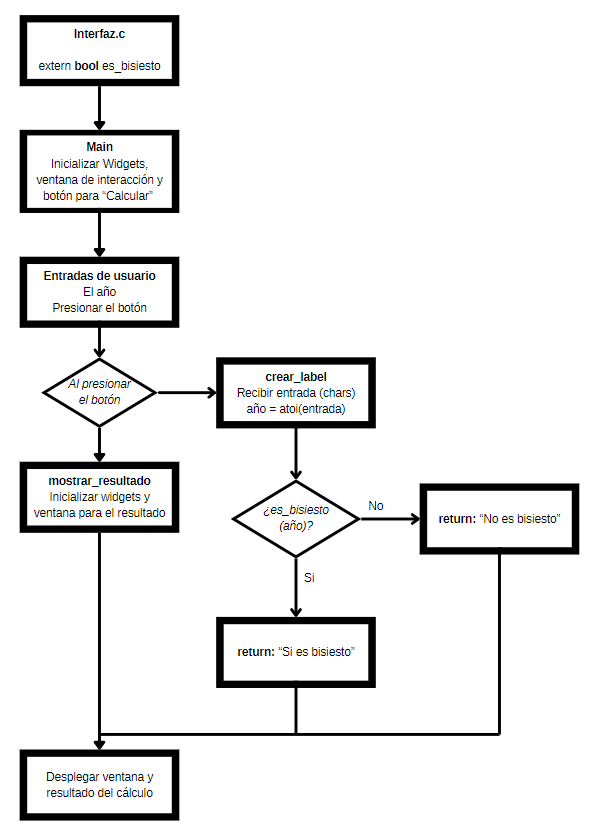 Interfaz.c
extern bool es_bisiesto
Main
Inicializar Widgets,
ventana de interacción y
botón para “Calcular”
Entradas de usuario
El año
Presionar el botón
Al presionar
el botón
crear_label
Recibir entrada (chars)
año = atoi(entrada)
mostrar_resultado
Inicializar widgets y
ventana para el resultado
¿es_bisiesto
(año)?
No
return: “No es bisiesto”
Si
return: “Si es bisiesto”
Desplegar ventana y
resultado del cálculo